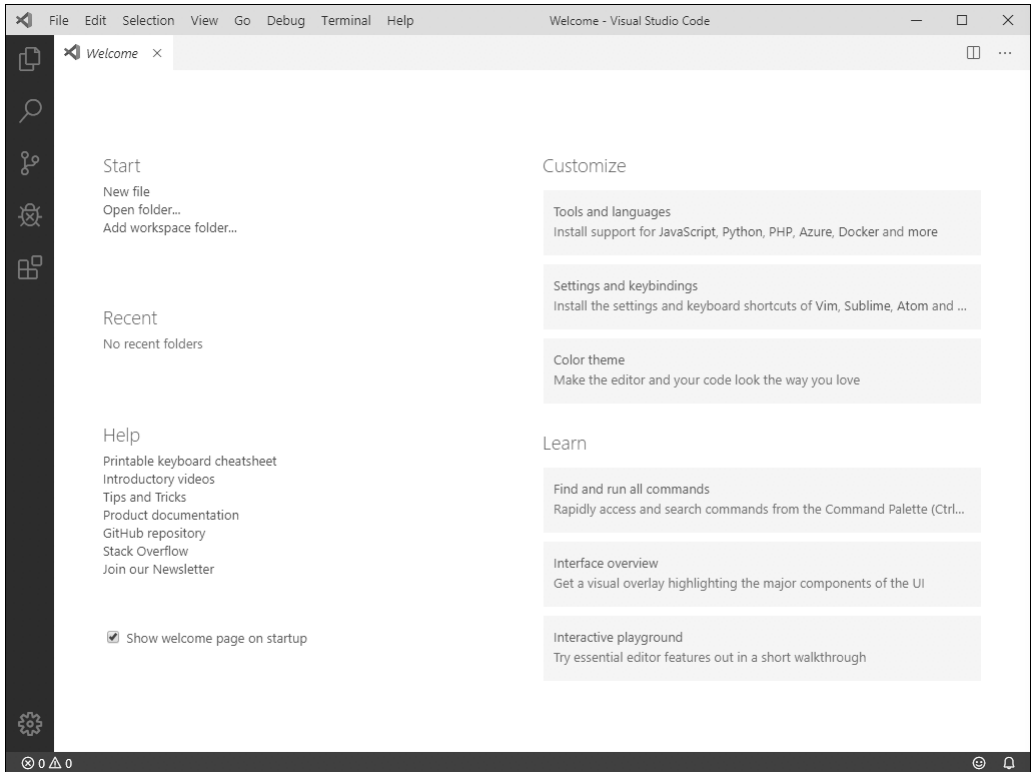 File Edit Selection View Go Debug Terminal Help Welcome - Visual Studio Code
Welcome
Start
New file
Open folder...
Add workspace folder...
Recent
No recent folders
Help
Printable keyboard cheatsheet
Introductory videos
Tips and Tricks
Product documentation
GitHub repository
Stack Overflow
Join our Newsletter
Show welcome page on startup
Customize
Tools and languages
Install support for JavaScript, Python, PHP, Azure, Docker and more
Settings and keybindings
Install the settings and keyboard shortcuts of Vim, Sublime, Atom and ...
Color theme
Make the editor and your code look the way you love
Learn
Find and run all commands
Rapidly access and search commands from the Command Palette (Ctrl...
Interface overview
Get a visual overlay highlighting the major components of the UI
Interactive playground
Try essential editor features out in a short walkthrough
0 0